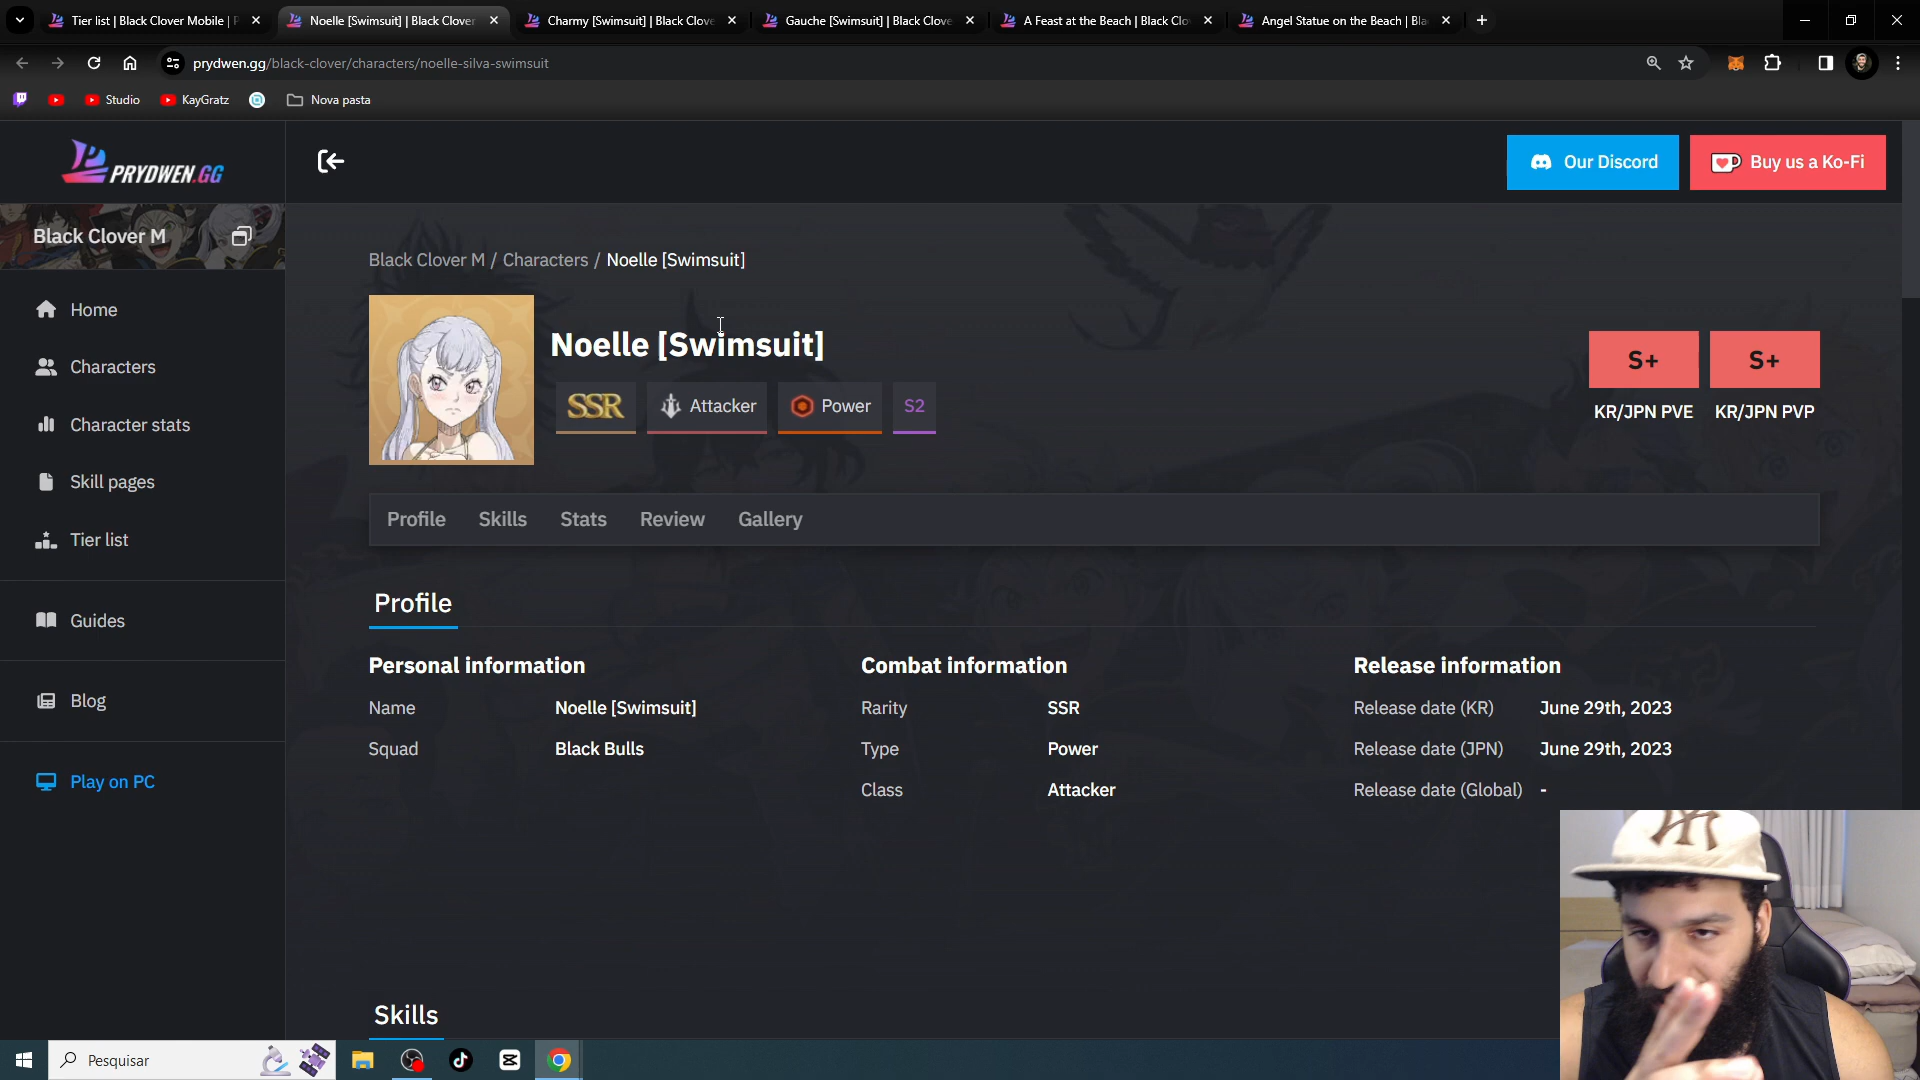 Tier list | Black Clover Mobile | P
Noelle [Swimsuit] | Black Clover
Charmy [Swimsuit] | Black Clove
Gauche [Swimsuit] | Black Clove
A Feast at the Beach | Black Clo
Angel Statue on the Beach | Bla
prydwen.gg/black-clover/characters/noelle-silva-swimsuit
Studio
KayGratz
Nova pasta
PRYDWEN.GG
Our Discord
Buy us a Ko-Fi
Black Clover M
Home
Characters
Character stats
Skill pages
Tier list
Guides
Blog
Play on PC
Black Clover M / Characters / Noelle [Swimsuit]
Noelle [Swimsuit]
SSR
Attacker
Power
S2
S+
S+
KR/JPN PVE
KR/JPN PVP
Profile
Skills
Stats
Review
Gallery
Profile
Personal information
Name Noelle [Swimsuit]
Squad Black Bulls
Combat information
Rarity SSR
Type Power
Class Attacker
Release information
Release date (KR) June 29th, 2023
Release date (JPN) June 29th, 2023
Release date (Global) -
Skills
Pesquisar